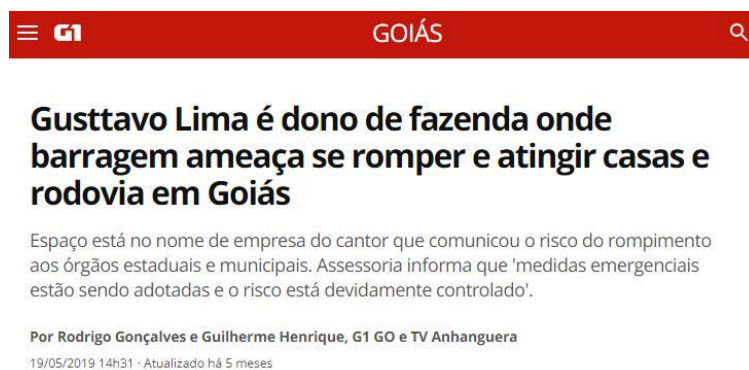 G1 GOIÁS
Gusttavo Lima é dono de fazenda onde
barragem ameaça se romper e atingir casas e
rodovia em Goiás
Espaço está no nome de empresa do cantor que comunicou o risco do rompimento
aos órgãos estaduais e municipais. Assessoria informa que 'medidas emergenciais
estão sendo adotadas e o risco está devidamente controlado'.
Por Rodrigo Gonçalves e Guilherme Henrique, G1 GO e TV Anhanguera
19/05/2019 14h31 · Atualizado há 5 meses